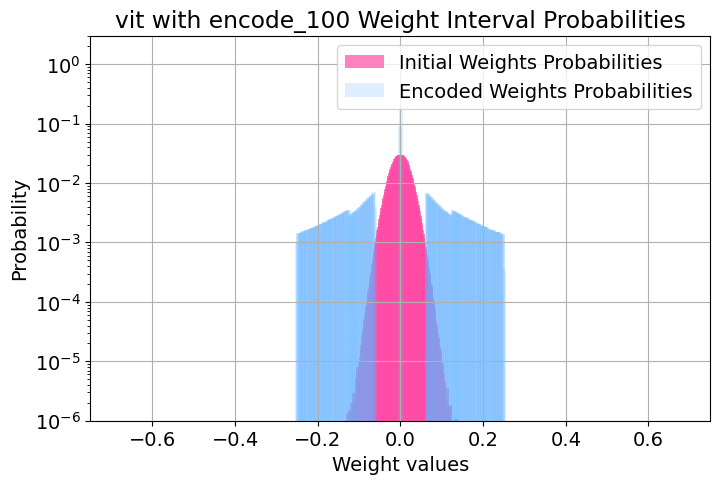 vit with encode_100 Weight Interval Probabilities
Initial Weights Probabilities
Encoded Weights Probabilities
Probability
10⁰
10⁻¹
10⁻²
10⁻³
10⁻⁴
10⁻⁵
10⁻⁶
−0.6 −0.4 −0.2 0.0 0.2 0.4 0.6
Weight values